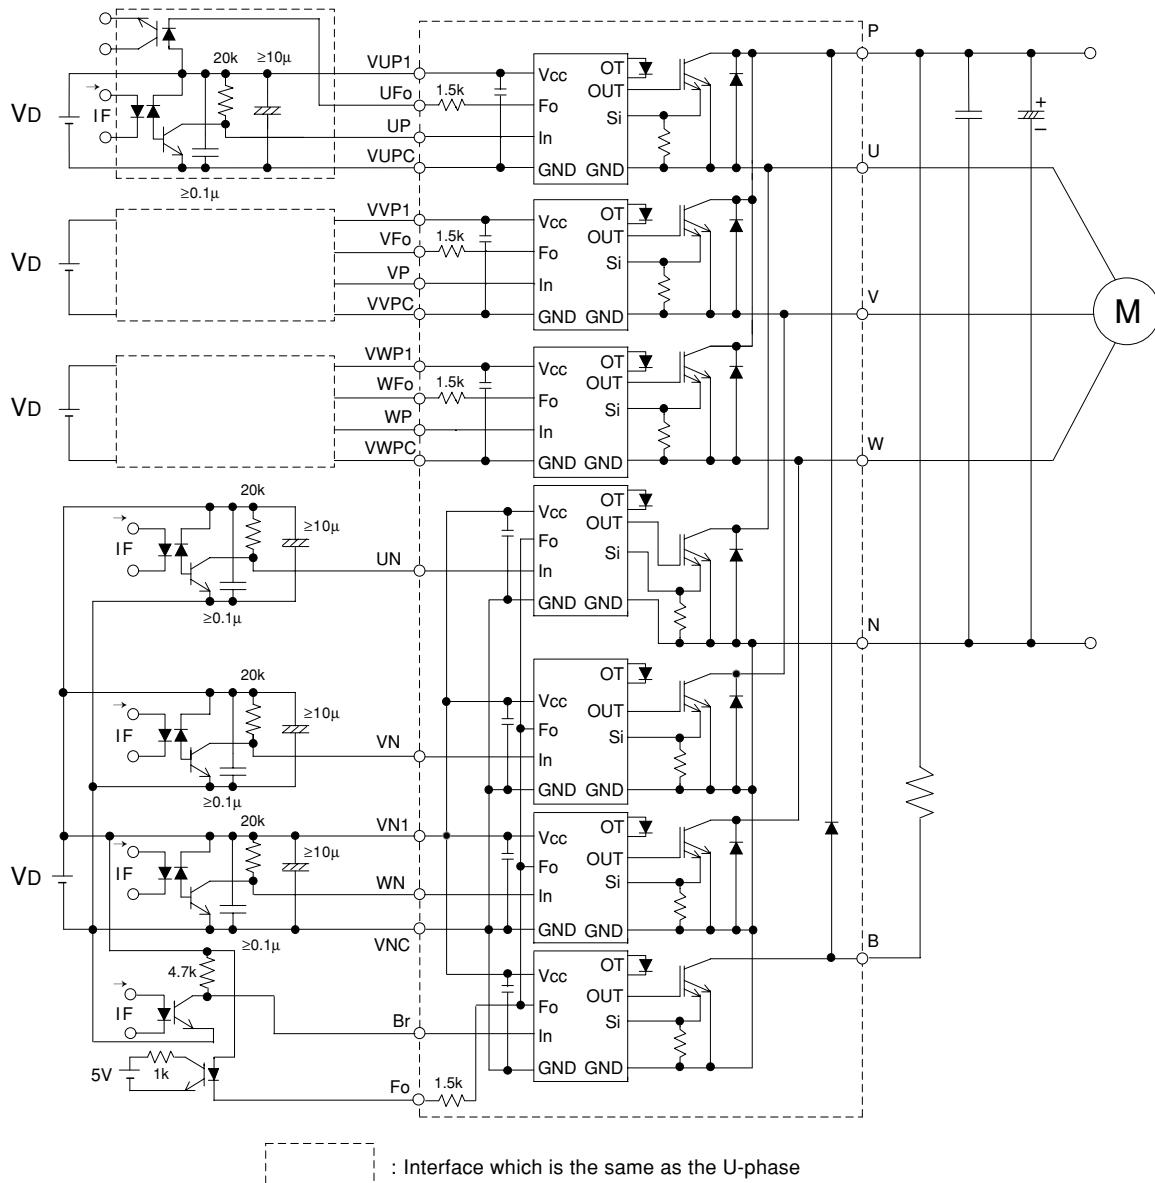 P
20k
≥10μ
VUP1
Vcc
OT
UFo
1.5k
Fo
OUT
VD
IF
UP
In
Si
+
–
VUPC
GND GND
U
≥0.1μ
VVP1
Vcc
OT
VFo
1.5k
Fo
OUT
VD
VP
In
Si
VVPC
GND GND
V
M
VWP1
Vcc
OT
WFo
1.5k
Fo
OUT
VD
WP
In
Si
VWPC
GND GND
W
20k
≥10μ
Vcc
OT
IF
Fo
OUT
UN
In
Si
≥0.1μ
GND GND
N
20k
≥10μ
Vcc
OT
IF
Fo
OUT
VN
In
Si
≥0.1μ
GND GND
20k
VN1
Vcc
OT
≥10μ
IF
Fo
OUT
VD
WN
In
Si
≥0.1μ
VNC
GND GND
B
4.7k
Vcc
OT
IF
Fo
OUT
Br
In
Si
5V
1k
Fo
1.5k
GND GND
: Interface which is the same as the U-phase